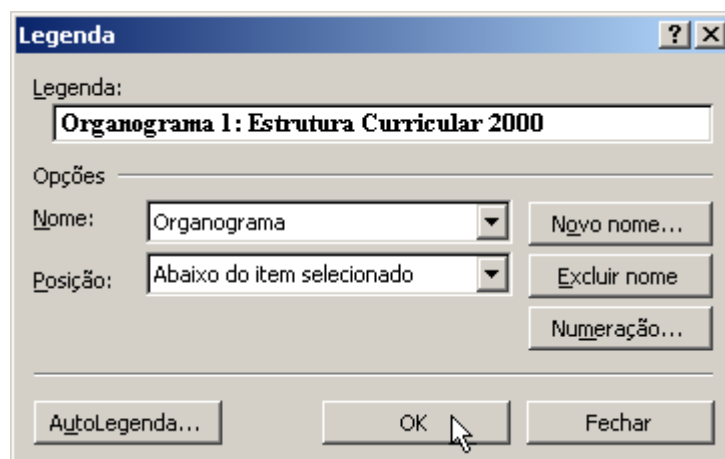 Legenda
Legenda:
Organograma 1: Estrutura Curricular 2000
Opções
Nome: Organograma Novo nome...
Posição: Abaixo do item selecionado Excluir nome
Numeração...
AutoLegenda... OK Fechar